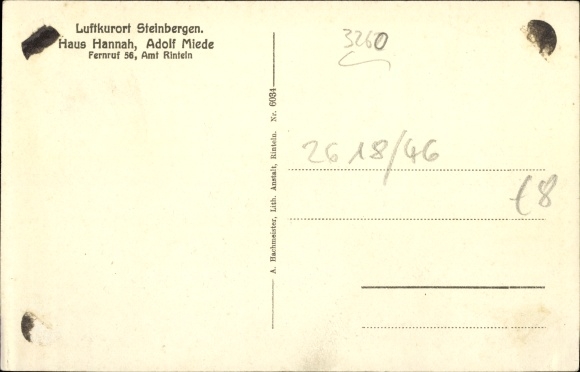 Luftkurort Steinbergen.
Haus Hannah, Adolf Miede
Fernruf 56, Amt Rinteln
A. Hachmeister, Lith. Anstalt, Rinteln. Nr. 6034
3260
2618/46
€8